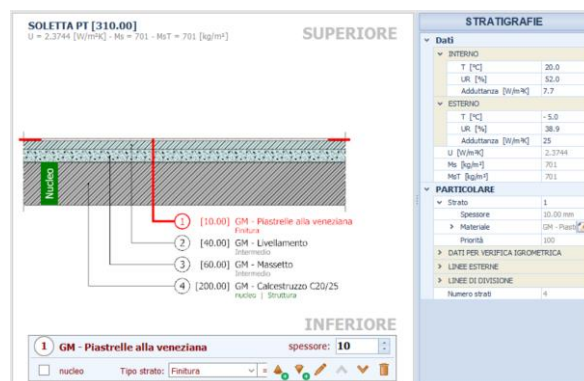 SOLETTA PT [310.00]
U = 2.3744 [W/m²K] - Ms = 701 - MsT = 701 [kg/m²]
SUPERIORE
Nucleo
1 [10.00] GM - Piastrelle alla veneziana
Finitura
2 [40.00] GM - Livellamento
Intermedio
3 [60.00] GM - Massetto
Intermedio
4 [200.00] GM - Calcestruzzo C20/25
Nucleo | Struttura
INFERIORE
1 GM - Piastrelle alla veneziana spessore: 10
nucleo Tipo strato: Finitura =
STRATIGRAFIE
Dati
INTERNO
T [°C] 20.0
UR [%] 52.0
Adduttanza [W/m²K] 7.7
ESTERNO
T [°C] - 5.0
UR [%] 38.9
Adduttanza [W/m²K] 25
U [W/m²K] 2.3744
Ms [kg/m²] 701
MsT [kg/m²] 701
PARTICOLARE
Strato 1
Spessore 10.00 mm
Materiale GM - Piast
Priorità 100
DATI PER VERIFICA IGROMETRICA
LINEE ESTERNE
LINEE DI DIVISIONE
Numero strati 4